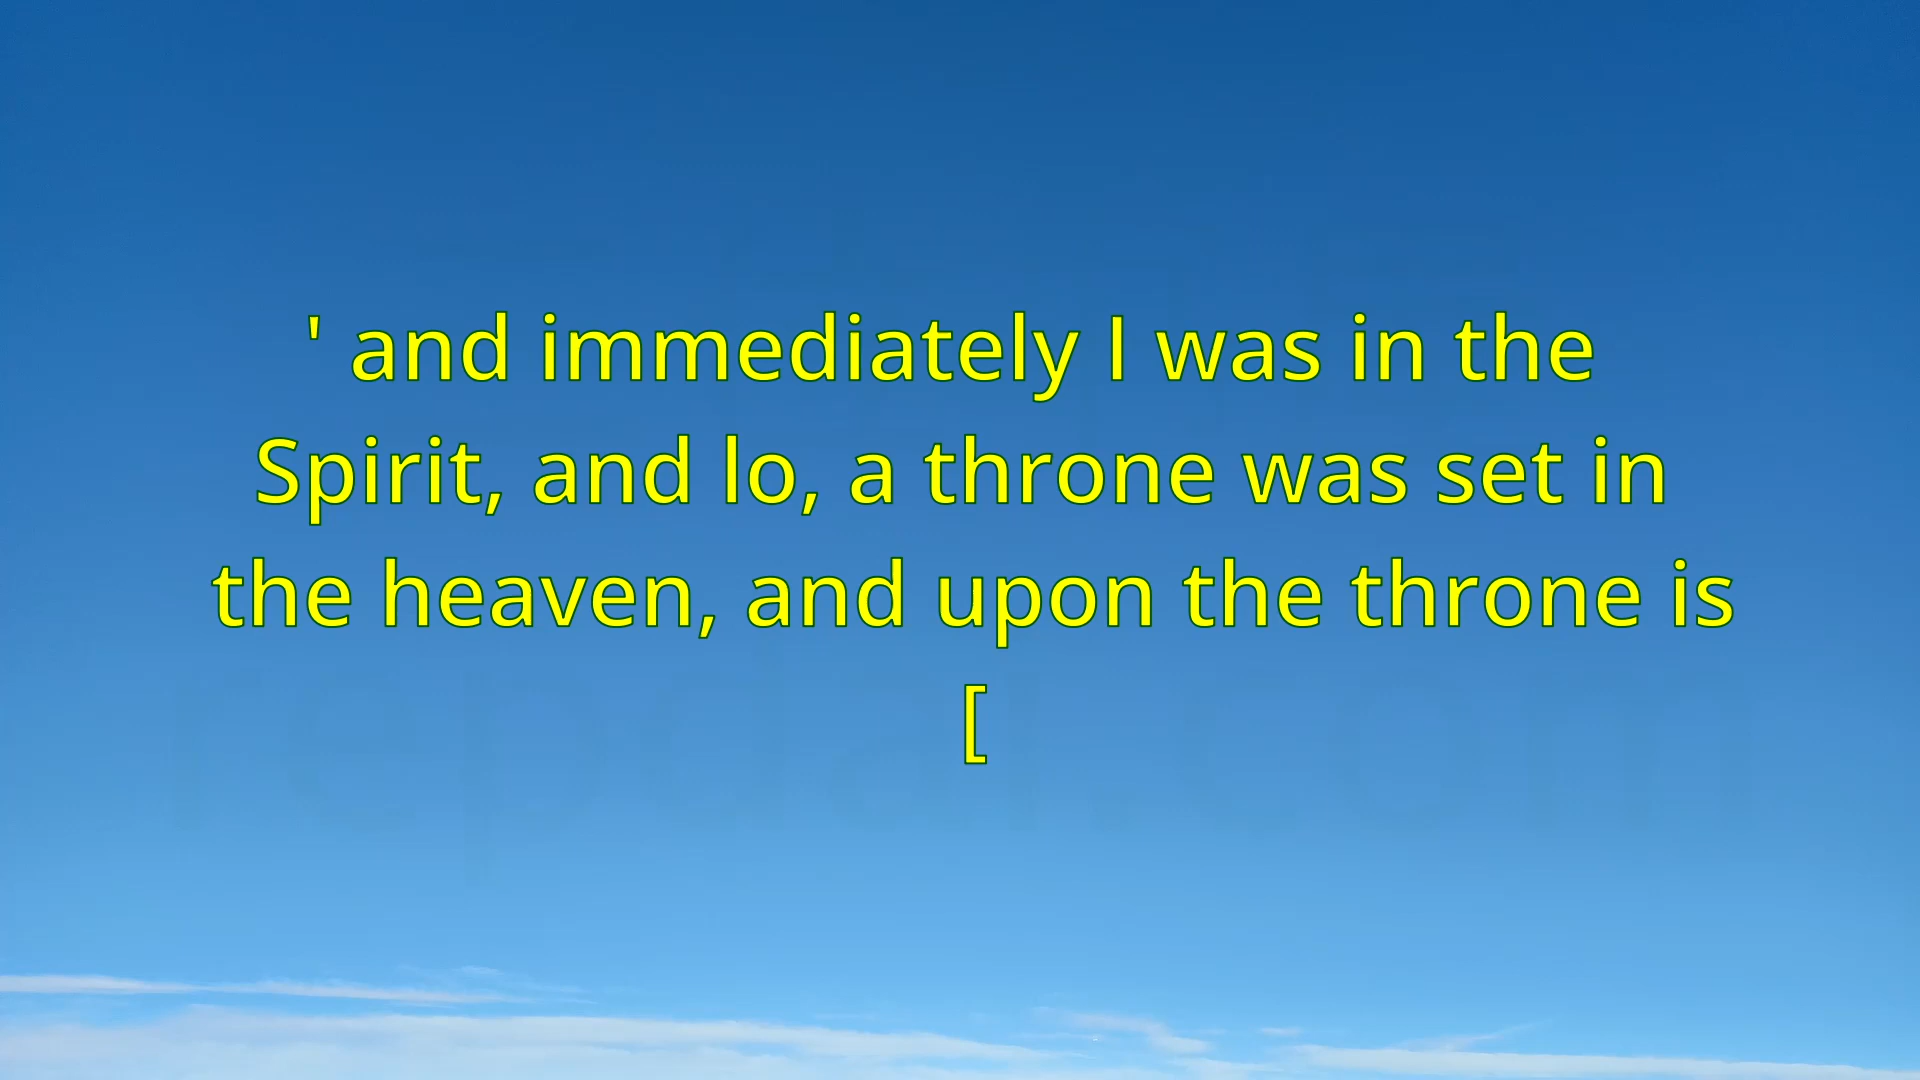 ' and immediately I was in the
Spirit, and lo, a throne was set in
the heaven, and upon the throne is
[